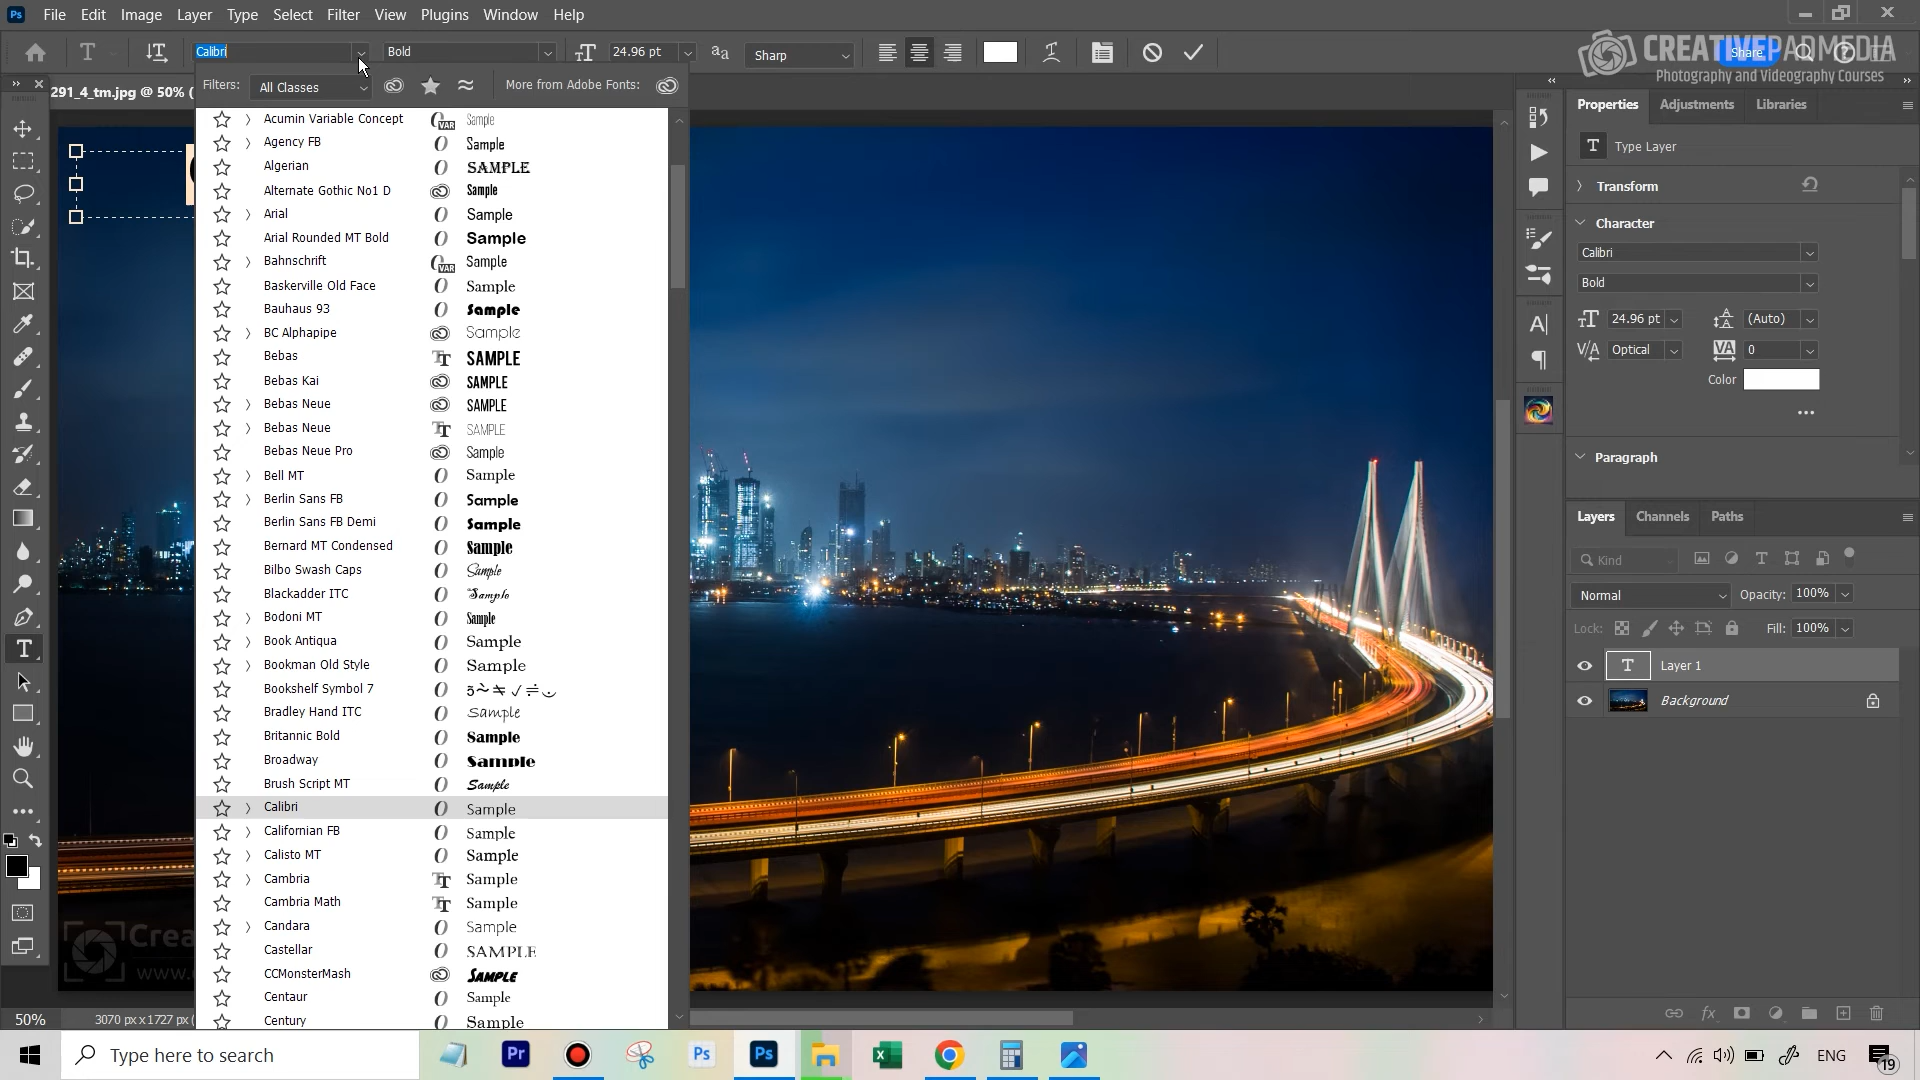 File Edit Image Layer Type Select Filter View Plugins Window Help
Calibri Bold 24.96 pt Sharp Share
CREATIVEPADMEDIA
Photography and Videography Courses
Filters: All Classes More from Adobe Fonts:
291_4_tm.jpg @ 50% (
Acumin Variable Concept VAR Sample
Agency FB Sample
Algerian SAMPLE
Alternate Gothic No1 D Sample
Arial Sample
Arial Rounded MT Bold Sample
Bahnschrift VAR Sample
Baskerville Old Face Sample
Bauhaus 93 Sample
BC Alphapipe Sample
Bebas SAMPLE
Bebas Kai SAMPLE
Bebas Neue SAMPLE
Bebas Neue SAMPLE
Bebas Neue Pro Sample
Bell MT Sample
Berlin Sans FB Sample
Berlin Sans FB Demi Sample
Bernard MT Condensed Sample
Bilbo Swash Caps Sample
Blackadder ITC Sample
Bodoni MT Sample
Book Antiqua Sample
Bookman Old Style Sample
Bookshelf Symbol 7
Bradley Hand ITC Sample
Britannic Bold Sample
Broadway Sample
Brush Script MT Sample
Calibri Sample
Californian FB Sample
Calisto MT Sample
Cambria Sample
Cambria Math Sample
Candara Sample
Castellar SAMPLE
CCMonsterMash SAMPLE
Centaur Sample
Century Sample
Crea
www.c
50% 3070 px x 1727 px (
Properties Adjustments Libraries
Type Layer
Transform
Character
Calibri
Bold
24.96 pt (Auto)
Optical 0
Color
Paragraph
Layers Channels Paths
Kind
Normal Opacity: 100%
Lock: Fill: 100%
Layer 1
Background
Type here to search
ENG
19